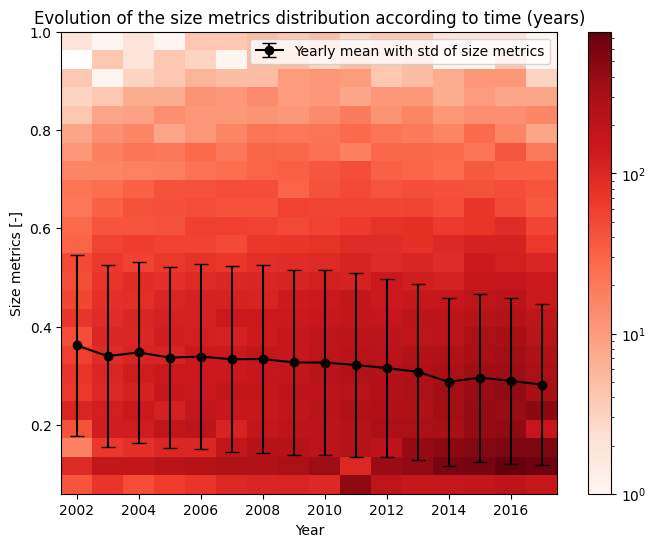 Evolution of the size metrics distribution according to time (years)
Yearly mean with std of size metrics
1.0
0.8
0.6
0.4
0.2
Size metrics [-]
2002 2004 2006 2008 2010 2012 2014 2016
Year
10²
10¹
10⁰